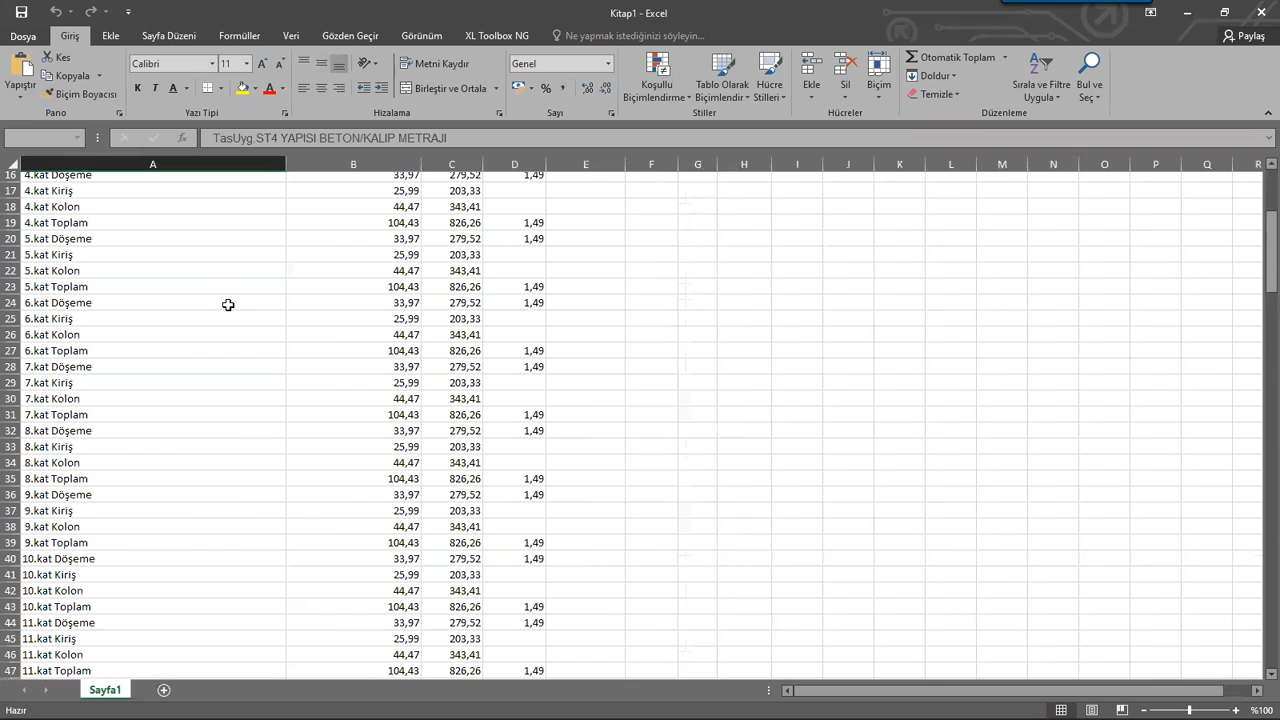 Kitap1 - Excel
Dosya Giriş Ekle Sayfa Düzeni Formüller Veri Gözden Geçir Görünüm XL Toolbox NG Ne yapmak istediğinizi söyleyin... Paylaş
Yapıştır
Kes
Kopyala
Biçim Boyacısı
Pano
Calibri 11
K T A
Yazı Tipi
Metni Kaydır
Birleştir ve Ortala
Hizalama
Genel
%
Sayı
Koşullu Biçimlendirme
Tablo Olarak Biçimlendir
Hücre Stilleri
Stiller
Ekle Sil Biçim
Hücreler
Otomatik Toplam
Doldur
Temizle
Sırala ve Filtre Uygula
Bul ve Seç
Düzenleme
fx TasUyg.ST4 YAPISI BETON/KALIP METRAJI
A B C D E F G H I J K L M N O P Q R
16 4.kat Döşeme 33,97 279,52 1,49
17 4.kat Kiriş 25,99 203,33
18 4.kat Kolon 44,47 343,41
19 4.kat Toplam 104,43 826,26 1,49
20 5.kat Döşeme 33,97 279,52 1,49
21 5.kat Kiriş 25,99 203,33
22 5.kat Kolon 44,47 343,41
23 5.kat Toplam 104,43 826,26 1,49
24 6.kat Döşeme 33,97 279,52 1,49
25 6.kat Kiriş 25,99 203,33
26 6.kat Kolon 44,47 343,41
27 6.kat Toplam 104,43 826,26 1,49
28 7.kat Döşeme 33,97 279,52 1,49
29 7.kat Kiriş 25,99 203,33
30 7.kat Kolon 44,47 343,41
31 7.kat Toplam 104,43 826,26 1,49
32 8.kat Döşeme 33,97 279,52 1,49
33 8.kat Kiriş 25,99 203,33
34 8.kat Kolon 44,47 343,41
35 8.kat Toplam 104,43 826,26 1,49
36 9.kat Döşeme 33,97 279,52 1,49
37 9.kat Kiriş 25,99 203,33
38 9.kat Kolon 44,47 343,41
39 9.kat Toplam 104,43 826,26 1,49
40 10.kat Döşeme 33,97 279,52 1,49
41 10.kat Kiriş 25,99 203,33
42 10.kat Kolon 44,47 343,41
43 10.kat Toplam 104,43 826,26 1,49
44 11.kat Döşeme 33,97 279,52 1,49
45 11.kat Kiriş 25,99 203,33
46 11.kat Kolon 44,47 343,41
47 11.kat Toplam 104,43 826,26 1,49
Sayfa1
Hazır
%100